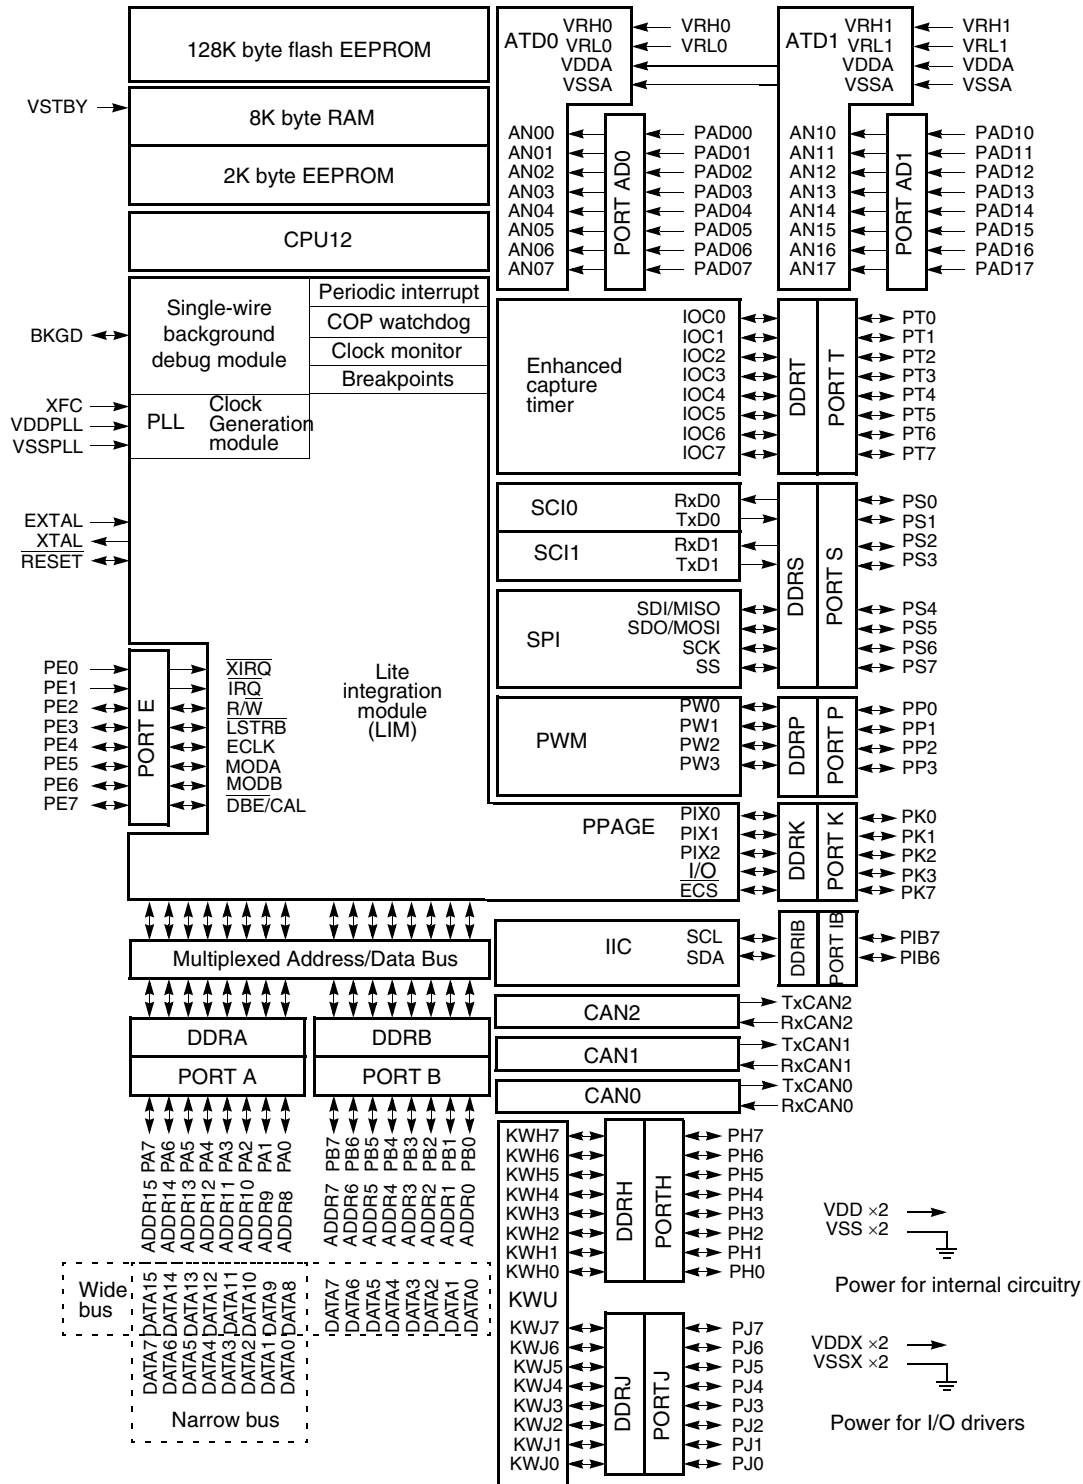 128K byte flash EEPROM
VSTBY
8K byte RAM
2K byte EEPROM
CPU12
Single-wire
background
debug module
Periodic interrupt
COP watchdog
Clock monitor
Breakpoints
BKGD
XFC
VDDPLL
VSSPLL
PLL
Clock
Generation
module
EXTAL
XTAL
RESET
PE0
PE1
PE2
PE3
PE4
PE5
PE6
PE7
PORT E
XIRQ
IRQ
R/W
LSTRB
ECLK
MODA
MODB
DBE/CAL
Lite
integration
module
(LIM)
ATD0
VRH0
VRL0
VDDA
VSSA
VRH0
VRL0
AN00
AN01
AN02
AN03
AN04
AN05
AN06
AN07
PORT AD0
PAD00
PAD01
PAD02
PAD03
PAD04
PAD05
PAD06
PAD07
ATD1
VRH1
VRL1
VDDA
VSSA
VRH1
VRL1
VDDA
VSSA
AN10
AN11
AN12
AN13
AN14
AN15
AN16
AN17
PORT AD1
PAD10
PAD11
PAD12
PAD13
PAD14
PAD15
PAD16
PAD17
Enhanced
capture
timer
IOC0
IOC1
IOC2
IOC3
IOC4
IOC5
IOC6
IOC7
DDRT
PORT T
PT0
PT1
PT2
PT3
PT4
PT5
PT6
PT7
SCI0
RxD0
TxD0
SCI1
RxD1
TxD1
SPI
SDI/MISO
SDO/MOSI
SCK
SS
DDRS
PORT S
PS0
PS1
PS2
PS3
PS4
PS5
PS6
PS7
PWM
PW0
PW1
PW2
PW3
DDRP
PORT P
PP0
PP1
PP2
PP3
PPAGE
PIX0
PIX1
PIX2
I/O
ECS
DDRK
PORT K
PK0
PK1
PK2
PK3
PK7
IIC
SCL
SDA
DDRIB
PORT IB
PIB7
PIB6
CAN2
TxCAN2
RxCAN2
CAN1
TxCAN1
RxCAN1
CAN0
TxCAN0
RxCAN0
Multiplexed Address/Data Bus
DDRA
DDRB
PORT A
PORT B
PA7
PA6
PA5
PA4
PA3
PA2
PA1
PA0
PB7
PB6
PB5
PB4
PB3
PB2
PB1
PB0
ADDR15
ADDR14
ADDR13
ADDR12
ADDR11
ADDR10
ADDR9
ADDR8
ADDR7
ADDR6
ADDR5
ADDR4
ADDR3
ADDR2
ADDR1
ADDR0
Wide
bus
DATA15
DATA14
DATA13
DATA12
DATA11
DATA10
DATA9
DATA8
DATA7
DATA6
DATA5
DATA4
DATA3
DATA2
DATA1
DATA0
DATA7
DATA6
DATA5
DATA4
DATA3
DATA2
DATA1
DATA0
Narrow bus
KWH7
KWH6
KWH5
KWH4
KWH3
KWH2
KWH1
KWH0
DDRH
PORTH
PH7
PH6
PH5
PH4
PH3
PH2
PH1
PH0
KWU
KWJ7
KWJ6
KWJ5
KWJ4
KWJ3
KWJ2
KWJ1
KWJ0
DDRJ
PORTJ
PJ7
PJ6
PJ5
PJ4
PJ3
PJ2
PJ1
PJ0
VDD ×2
VSS ×2
Power for internal circuitry
VDDX ×2
VSSX ×2
Power for I/O drivers